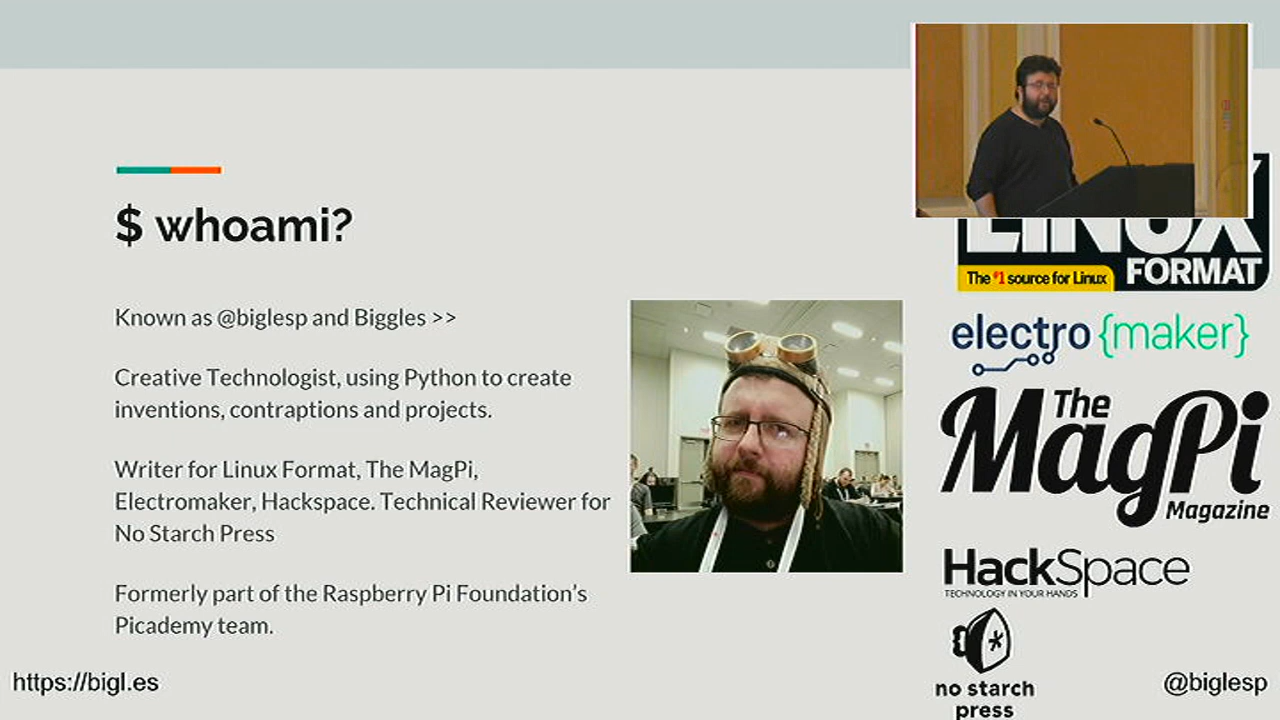 $ whoami?
Known as @biglesp and Biggles >>
Creative Technologist, using Python to create
inventions, contraptions and projects.
Writer for Linux Format, The MagPi,
Electromaker, Hackspace. Technical Reviewer for
No Starch Press
Formerly part of the Raspberry Pi Foundation's
Picademy team.
https://bigl.es
LINUX
The #1 source for Linux
FORMAT
electro{maker}
The
MagPi
Magazine
HackSpace
TECHNOLOGY IN YOUR HANDS
no starch
press
@biglesp